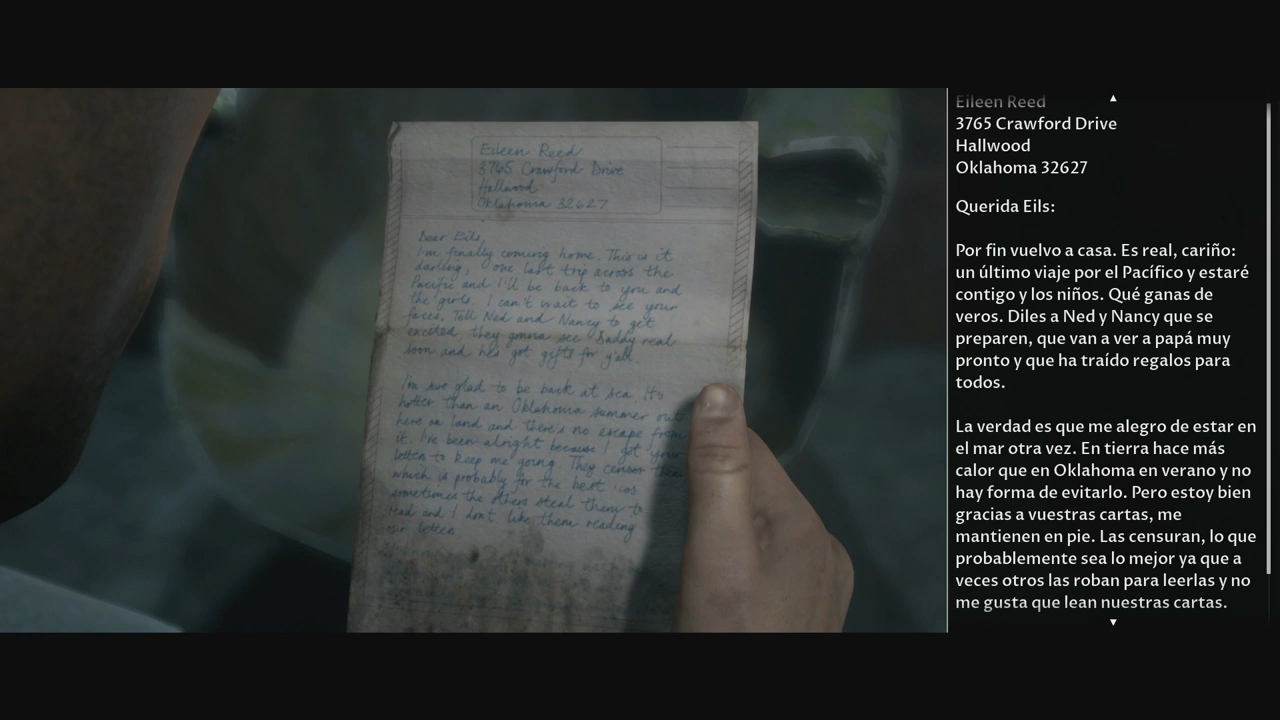 Eileen Reed
3765 Crawford Drive
Hallwood
Oklahoma 32627
Dear Eils,
I'm finally coming home. This is it
darling, one last trip across the
Pacific and I'll be back to you and
the girls. I can't wait to see your
faces. Tell Ned and Nancy to get
excited, they gonna see Daddy real
soon and he's got gifts for y'all
I'm sure glad to be back at sea. It's
hotter than an Oklahoma summer out
here on land and there's no escape from
it. I've been alright because I got your
letters to keep me going. They censor
which is probably for the best 'cos
sometimes the others steal them to
read and I don't like them reading
our letters
Eileen Reed
3765 Crawford Drive
Hallwood
Oklahoma 32627
Querida Eils:
Por fin vuelvo a casa. Es real, cariño:
un último viaje por el Pacífico y estaré
contigo y los niños. Qué ganas de
veros. Diles a Ned y Nancy que se
preparen, que van a ver a papá muy
pronto y que ha traído regalos para
todos.
La verdad es que me alegro de estar en
el mar otra vez. En tierra hace más
calor que en Oklahoma en verano y no
hay forma de evitarlo. Pero estoy bien
gracias a vuestras cartas, me
mantienen en pie. Las censuran, lo que
probablemente sea lo mejor ya que a
veces otros las roban para leerlas y no
me gusta que lean nuestras cartas.